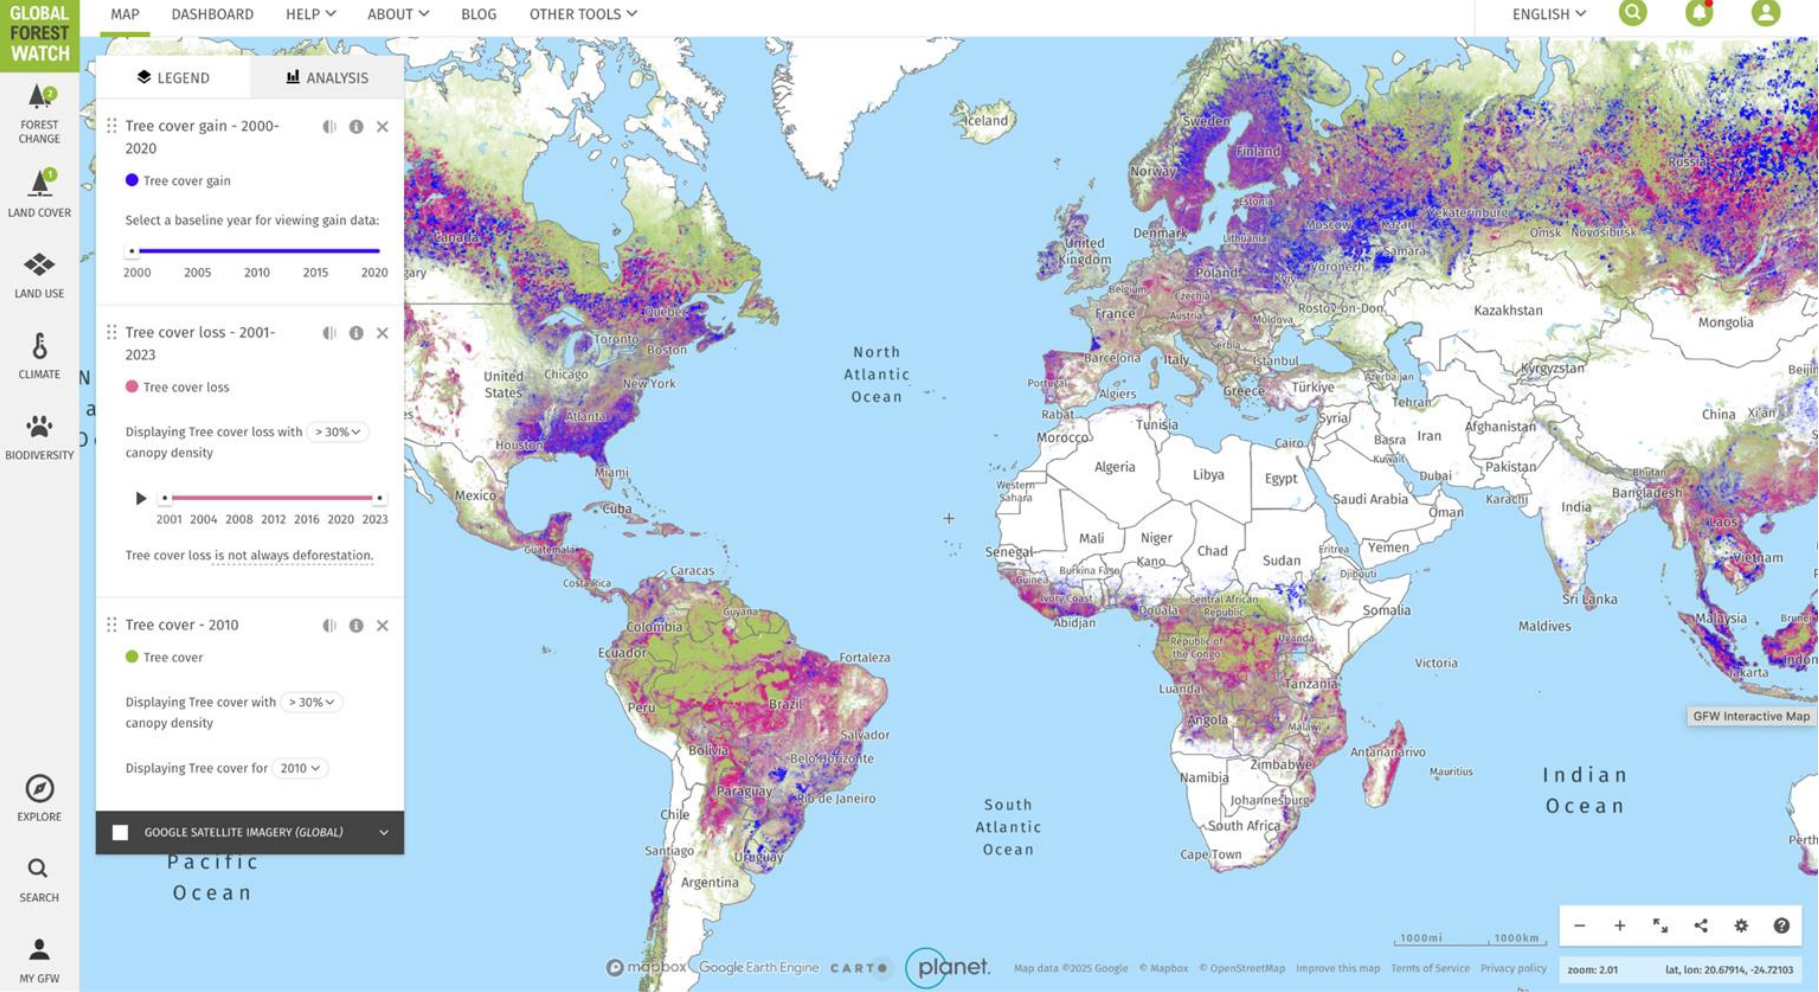 GLOBAL
FOREST
WATCH
MAP
DASHBOARD
HELP
ABOUT
BLOG
OTHER TOOLS
ENGLISH
2
FOREST
CHANGE
1
LAND COVER
LAND USE
CLIMATE
BIODIVERSITY
EXPLORE
SEARCH
MY GFW
LEGEND
ANALYSIS
Tree cover gain - 2000-
2020
Tree cover gain
Select a baseline year for viewing gain data:
2000 2005 2010 2015 2020
Tree cover loss - 2001-
2023
Tree cover loss
Displaying Tree cover loss with > 30%
canopy density
2001 2004 2008 2012 2016 2020 2023
Tree cover loss is not always deforestation.
Tree cover - 2010
Tree cover
Displaying Tree cover with > 30%
canopy density
Displaying Tree cover for 2010
GOOGLE SATELLITE IMAGERY (GLOBAL)
Pacific
Ocean
Canada
gary
Quebec
Toronto
Boston
Chicago
New York
United
States
Atlanta
Houston
Miami
Mexico
Cuba
Guatemala
Costa Rica
Caracas
Guyana
Colombia
Ecuador
Fortaleza
Peru
Brazil
Salvador
Bolivia
Belo Horizonte
Paraguay
Rio de Janeiro
Chile
Santiago
Uruguay
Argentina
North
Atlantic
Ocean
South
Atlantic
Ocean
Iceland
Sweden
Finland
Norway
Estonia
Denmark
Lithuania
United
Kingdom
Poland
Belgium
Czechia
Kyiv
France
Austria
Moldova
Serbia
Barcelona
Italy
Istanbul
Portugal
Greece
Türkiye
Algiers
Rabat
Tunisia
Morocco
Syria
Cairo
Algeria
Libya
Egypt
Western
Sahara
Mali
Niger
Chad
Sudan
Eritrea
Yemen
Senegal
Burkina Faso
Kano
Djibouti
Guinea
Ivory Coast
Abidjan
Douala
Central African
Republic
Somalia
Republic of
the Congo
Uganda
Luanda
Tanzania
Angola
Malawi
Zimbabwe
Namibia
Johannesburg
South Africa
Cape Town
Antananarivo
Mauritius
Victoria
Maldives
Moscow
Kazan
Yekaterinburg
Samara
Voronezh
Rostov-on-Don
Omsk
Novosibirsk
Russia
Kazakhstan
Mongolia
Kyrgyzstan
Azerbaijan
Tehran
Beijin
China
Xi'an
Afghanistan
Iran
Basra
Kuwait
Pakistan
Dubai
Karachi
Saudi Arabia
Oman
Bhutan
Bangladesh
India
Laos
Vietnam
Sri Lanka
Malaysia
Brunei
Indon
Jakarta
GFW Interactive Map
Indian
Ocean
Perth
1000mi
1000km
mapbox
Google Earth Engine
CARTO
planet.
Map data ©2025 Google © Mapbox © OpenStreetMap Improve this map Terms of Service Privacy policy
zoom: 2.01
lat, lon: 20.67914, -24.72103